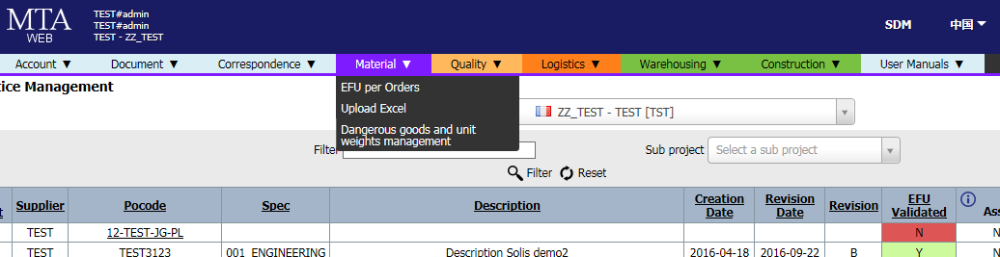 MTA
WEB
TEST#admin
TEST#admin
TEST - ZZ_TEST
SDM
中国
Account ▼ Document ▼ Correspondence ▼ Material ▼ Quality ▼ Logistics ▼ Warehousing ▼ Construction ▼ User Manuals ▼
tice Management
EFU per Orders
Upload Excel
Dangerous goods and unit
weights management
ZZ_TEST - TEST [TST]
Filter
Sub project Select a sub project
Filter Reset
Supplier Pocode Spec Description Creation Date Revision Date Revision EFU Validated
TEST 12-TEST-JG-PL N
TEST TEST3123 001_ENGINEERING Description Solis demo2 2016-04-18 2016-09-22 B Y